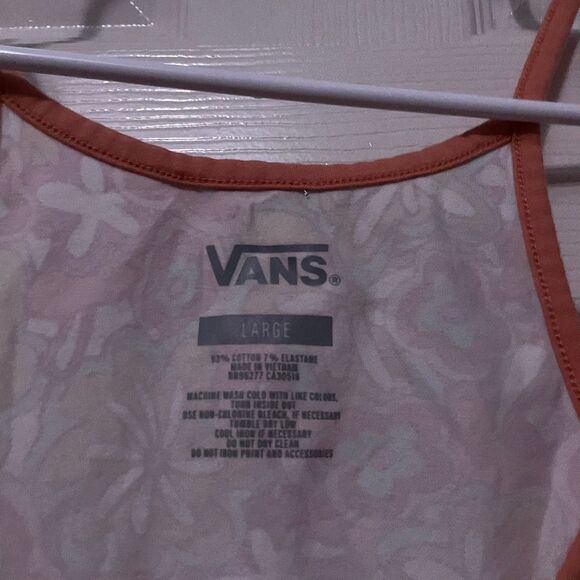 VANS®
LARGE
93% COTTON 7% ELASTANE
MADE IN VIETNAM
RN96277 CA30516
MACHINE WASH COLD WITH LIKE COLORS,
TURN INSIDE OUT
USE NON-CHLORINE BLEACH, IF NECESSARY
TUMBLE DRY LOW
COOL IRON IF NECESSARY
DO NOT DRY CLEAN
DO NOT IRON PRINT AND ACCESSORIES